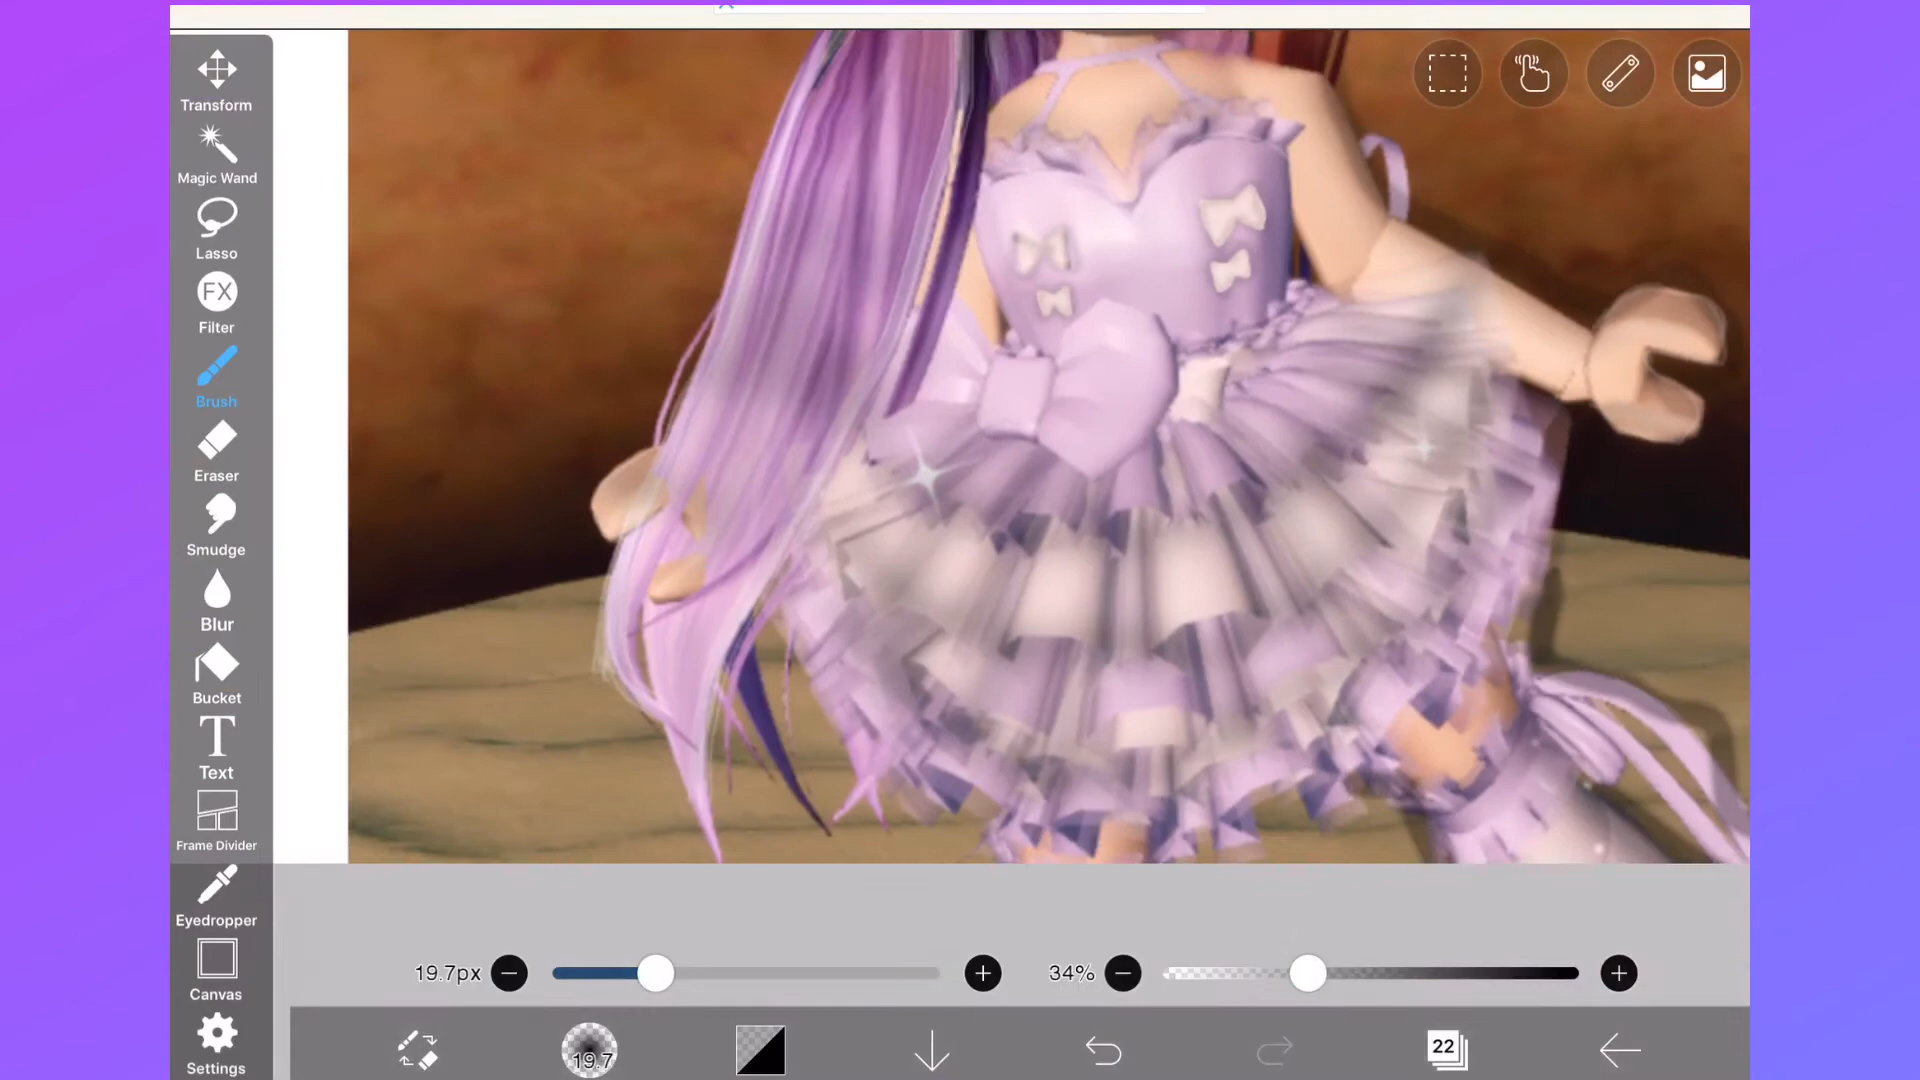 Transform
Magic Wand
Lasso
FX
Filter
Brush
Eraser
Smudge
Blur
Bucket
T
Text
Frame Divider
Eyedropper
Canvas
Settings
19.7px
34%
19.7
22